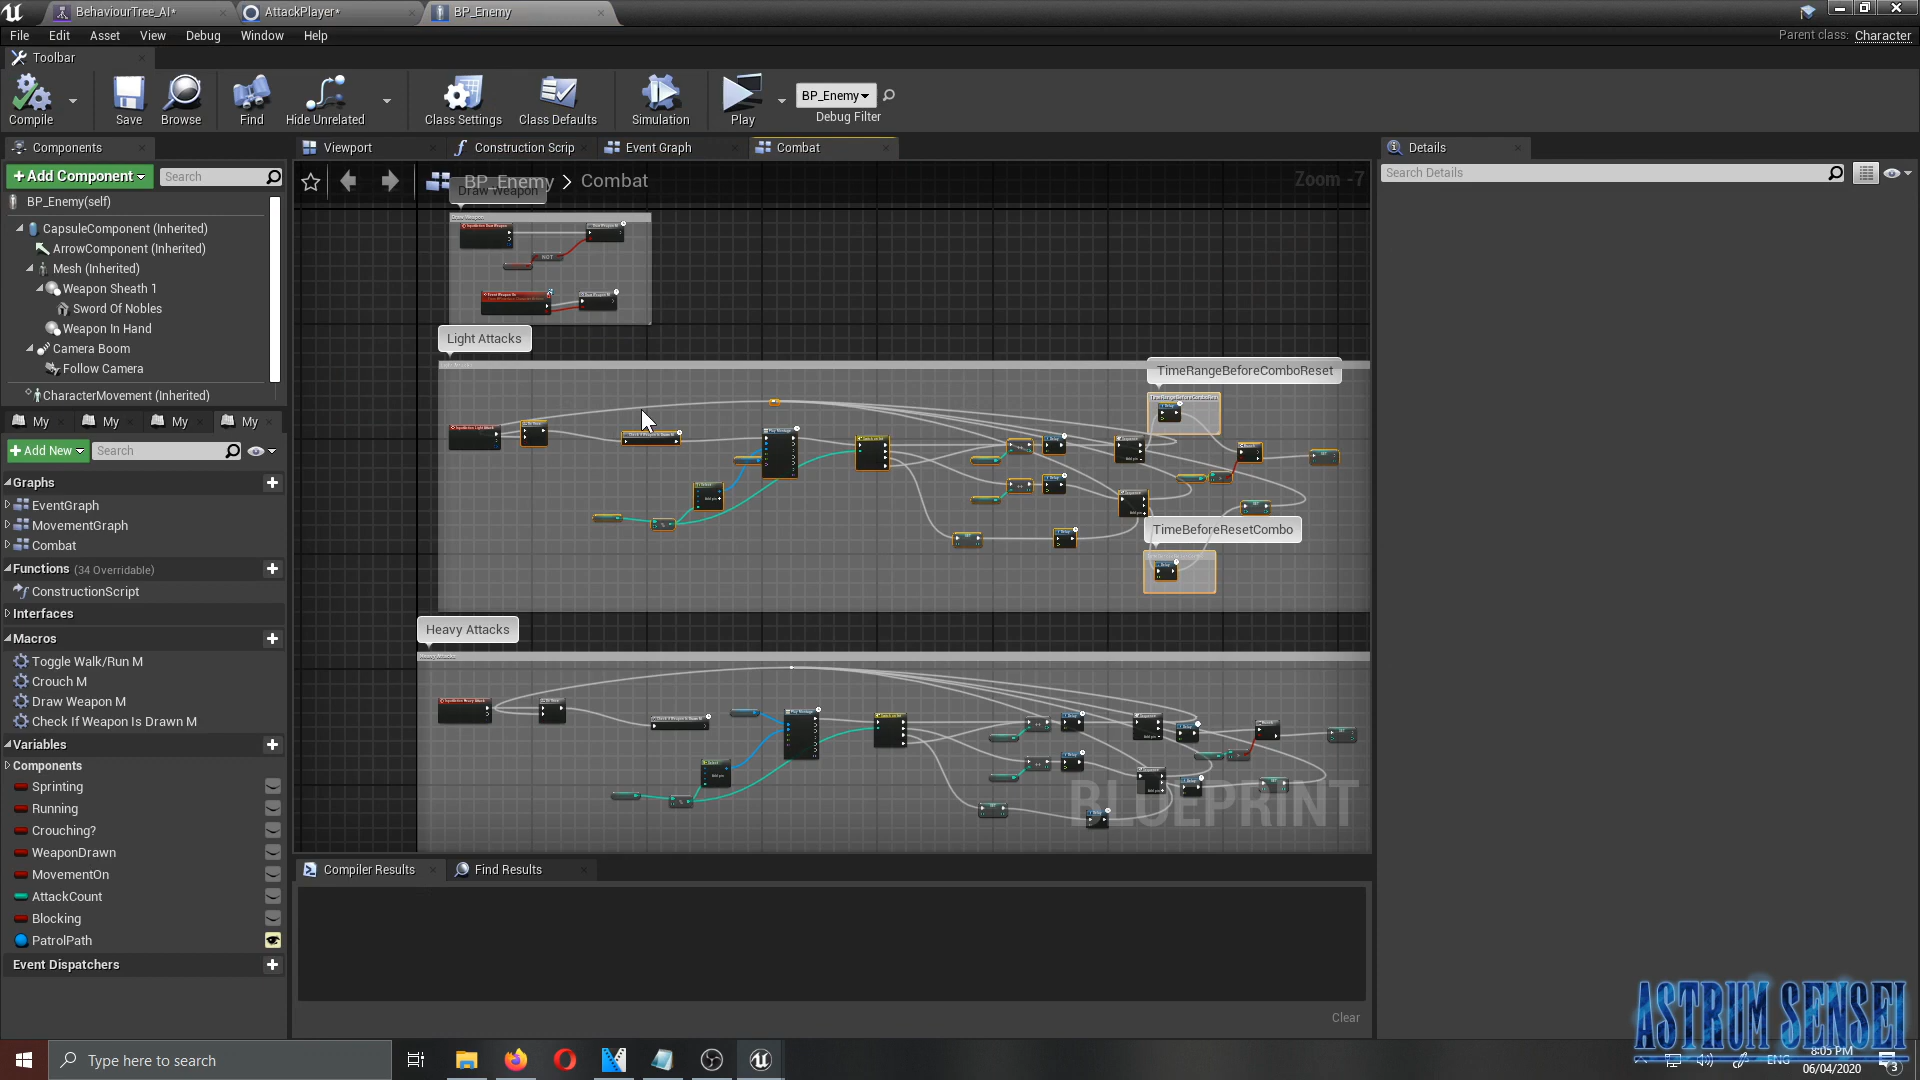 BehaviourTree_AI*
AttackPlayer*
BP_Enemy
File Edit Asset View Debug Window Help
Parent class: Character
Toolbar
Compile Save Browse Find Hide Unrelated Class Settings Class Defaults Simulation Play
BP_Enemy
Debug Filter
Components
Viewport
Construction Scrip
Event Graph
Combat
Details
+Add Component
Search
Search Details
BP_Enemy > Combat
Zoom -7
Draw Weapon
BP_Enemy(self)
CapsuleComponent (Inherited)
ArrowComponent (Inherited)
Mesh (Inherited)
Weapon Sheath 1
Sword Of Nobles
Weapon In Hand
Camera Boom
Follow Camera
CharacterMovement (Inherited)
NOT
Light Attacks
TimeRangeBeforeComboReset
TimeBeforeResetCombo
Heavy Attacks
BLUEPRINT
My My My My
+Add New
Search
Graphs
EventGraph
MovementGraph
Combat
Functions (34 Overridable)
ConstructionScript
Interfaces
Macros
Toggle Walk/Run M
Crouch M
Draw Weapon M
Check If Weapon Is Drawn M
Variables
Components
Sprinting
Running
Crouching?
WeaponDrawn
MovementOn
AttackCount
Blocking
PatrolPath
Event Dispatchers
Compiler Results
Find Results
Clear
ASTRUM SENSEI
Type here to search
ENG
8:05 PM
06/04/2020
3